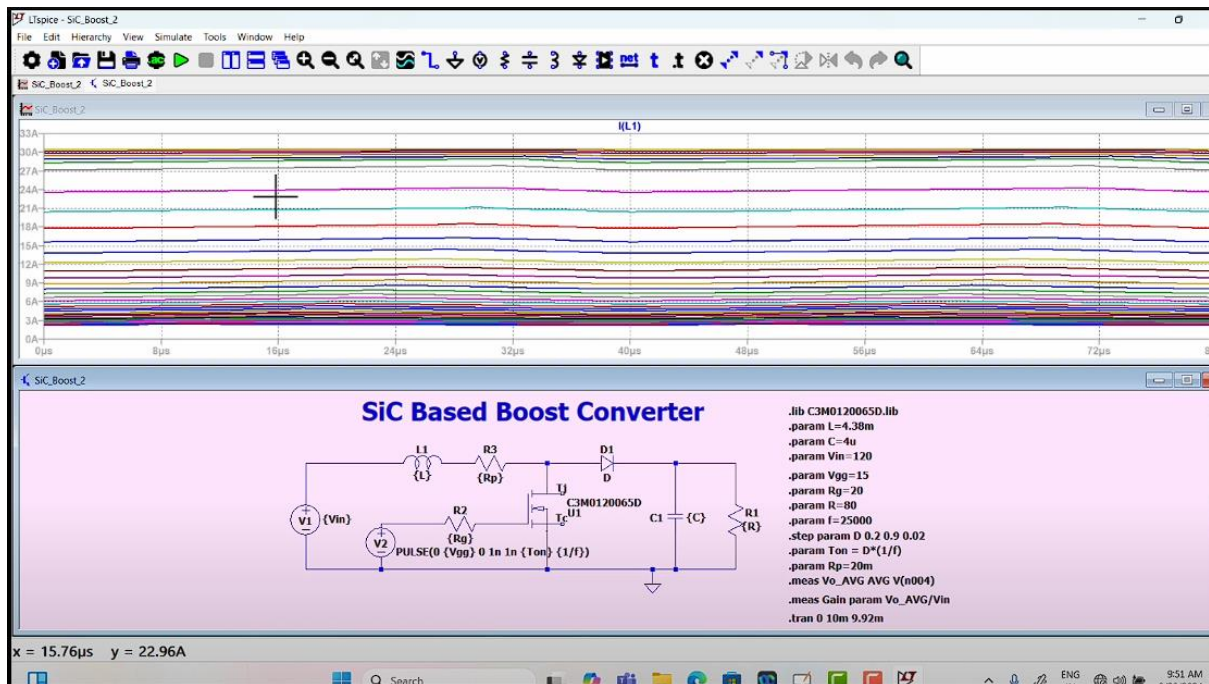 LTspice - SiC_Boost_2
File Edit Hierarchy View Simulate Tools Window Help
SiC_Boost_2 SiC_Boost_2
SiC_Boost_2
I(L1)
33A
30A
27A
24A
21A
18A
15A
12A
9A
6A
3A
0A
0µs 8µs 16µs 24µs 32µs 40µs 48µs 56µs 64µs 72µs
SiC_Boost_2
SiC Based Boost Converter
L1
{L}
R3
{Rp}
D1
D
Tj
C3M0120065D
U1
Tc
R2
{Rg}
V1
{Vin}
V2
PULSE(0 {Vgg} 0 1n 1n {Ton} {1/f})
C1
{C}
R1
{R}
.lib C3M0120065D.lib
.param L=4.38m
.param C=4u
.param Vin=120
.param Vgg=15
.param Rg=20
.param R=80
.param f=25000
.step param D 0.2 0.9 0.02
.param Ton = D*(1/f)
.param Rp=20m
.meas Vo_AVG AVG V(n004)
.meas Gain param Vo_AVG/Vin
.tran 0 10m 9.92m
x = 15.76µs y = 22.96A
Search
ENG
9:51 AM